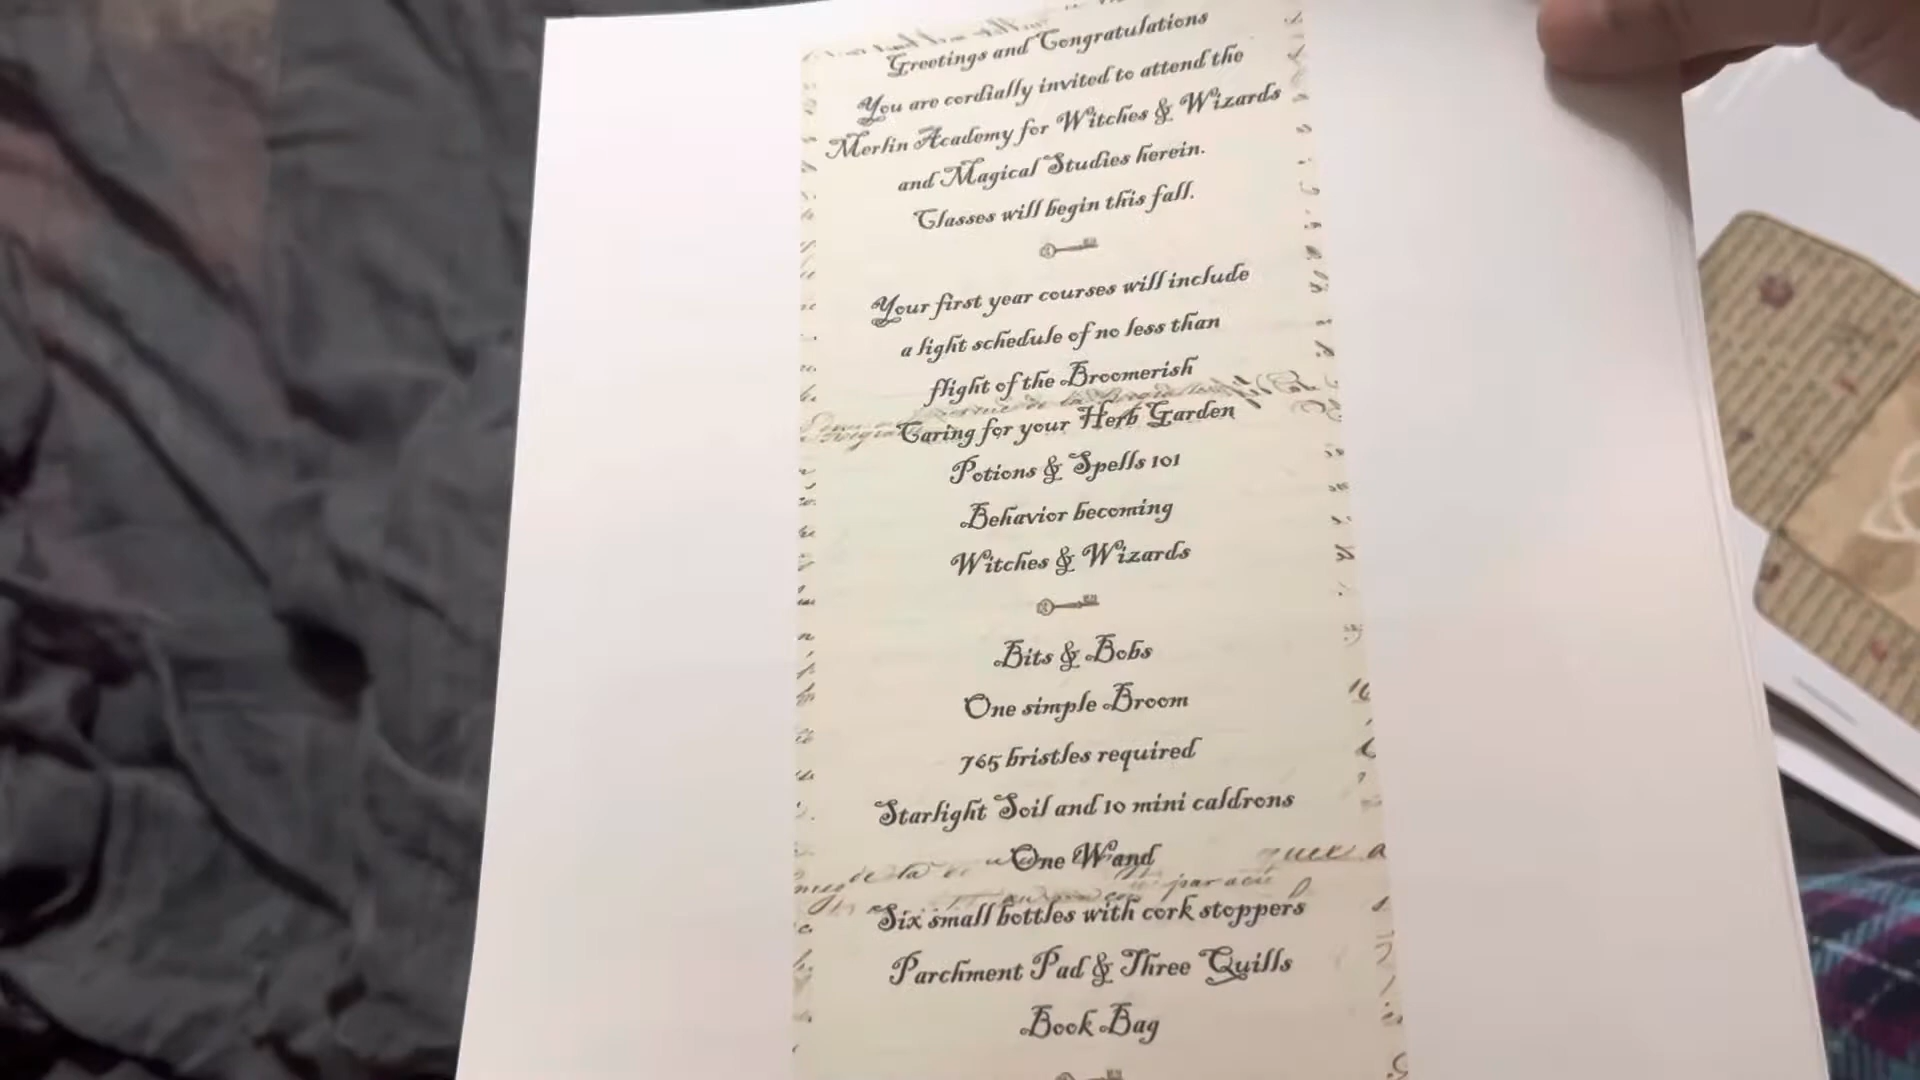 Greetings and Congratulations
You are cordially invited to attend the
Merlin Academy for Witches & Wizards
and Magical Studies herein.
Classes will begin this fall.
Your first year courses will include
a light schedule of no less than
flight of the Broomerish
Caring for your Herb Garden
Potions & Spells 101
Behavior becoming
Witches & Wizards
Bits & Bobs
One simple Broom
765 bristles required
Starlight Soil and 10 mini caldrons
One Wand
Six small bottles with cork stoppers
Parchment Pad & Three Quills
Book Bag